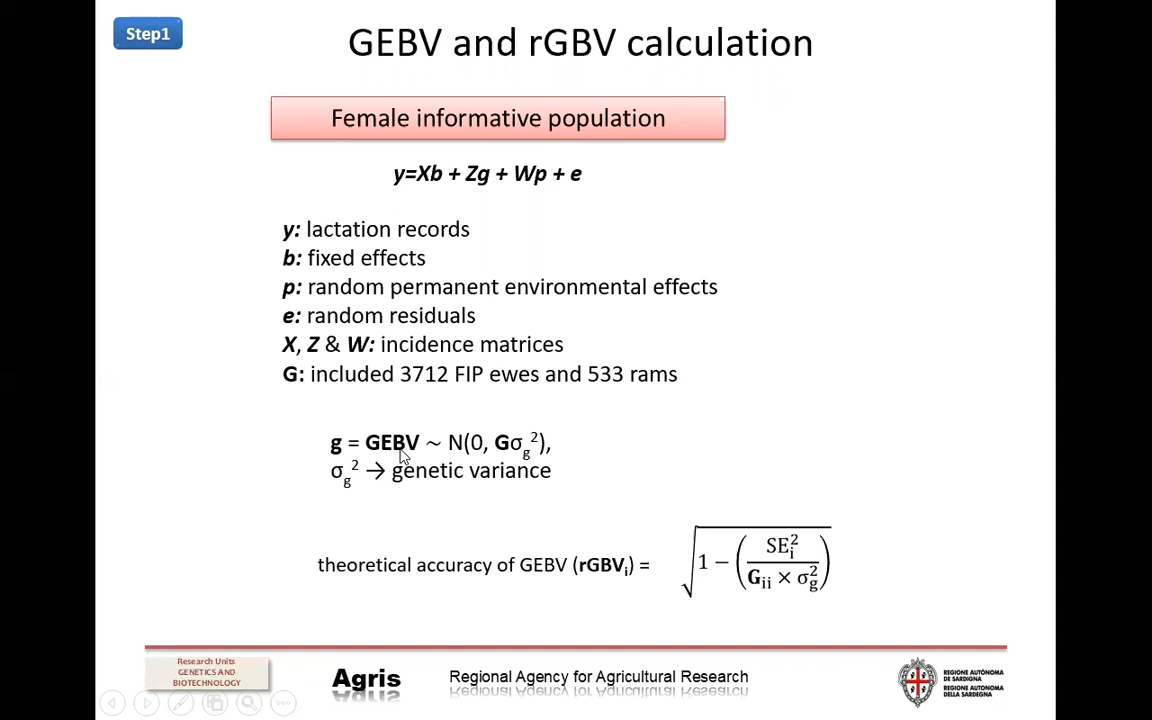 Step1
GEBV and rGBV calculation
Female informative population
y=Xb + Zg + Wp + e
y: lactation records
b: fixed effects
p: random permanent environmental effects
e: random residuals
X, Z & W: incidence matrices
G: included 3712 FIP ewes and 533 rams
g = GEBV ~ N(0, Gσg²),
σg² → genetic variance
theoretical accuracy of GEBV (rGBVi) = √(1 − (SEi² / (Gii × σg²)))
Research Units
GENETICS AND
BIOTECHNOLOGY
Agris
Regional Agency for Agricultural Research
REGIONE AUTÒNOMA
DE SARDIGNA
REGIONE AUTONOMA
DELLA SARDEGNA